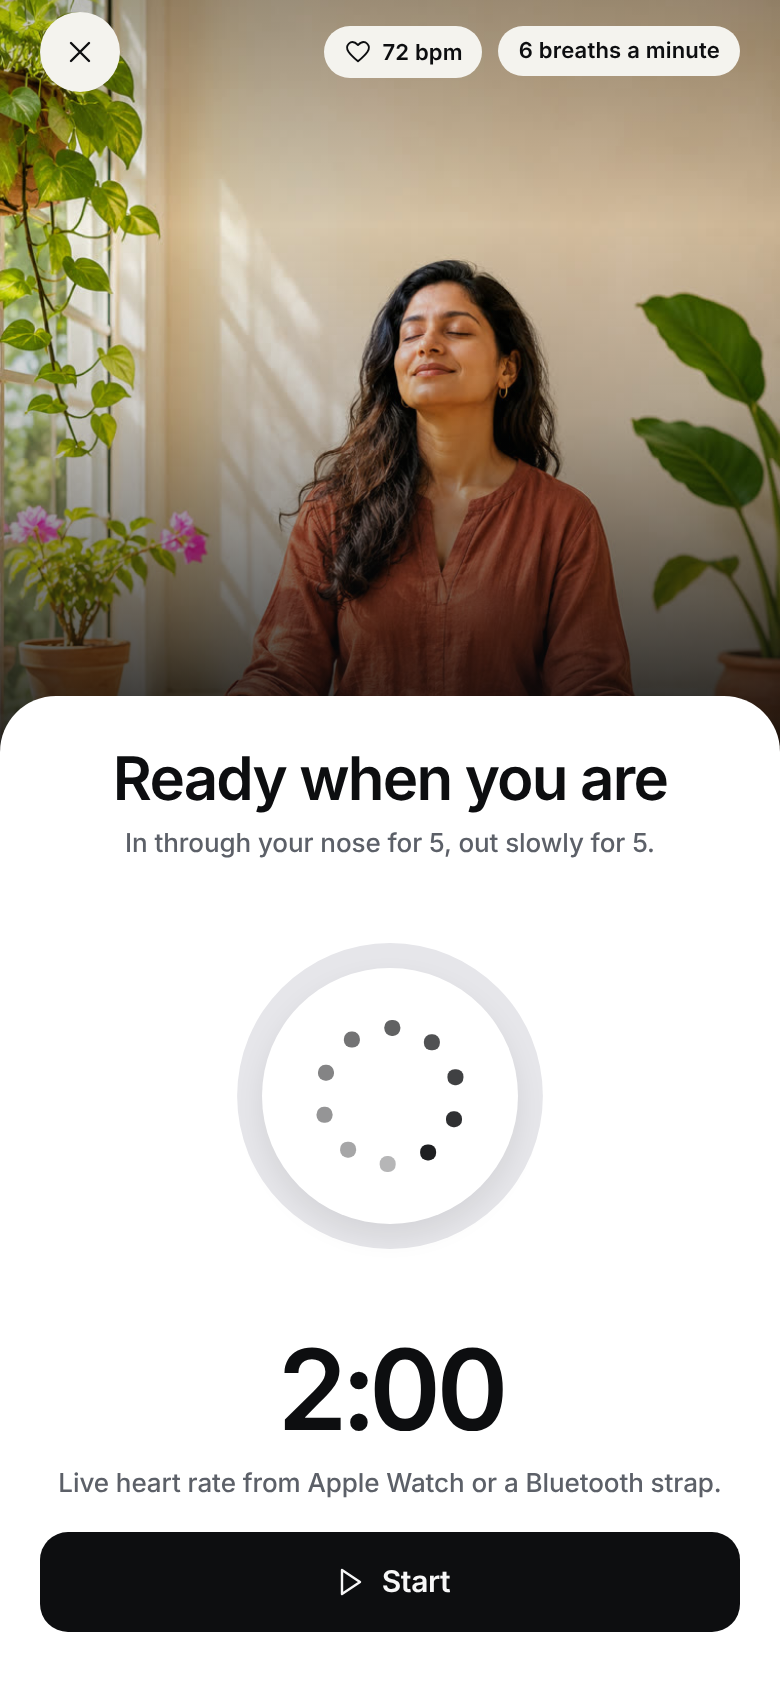 72 bpm
6 breaths a minute
Ready when you are
In through your nose for 5, out slowly for 5.
2:00
Live heart rate from Apple Watch or a Bluetooth strap.
Start